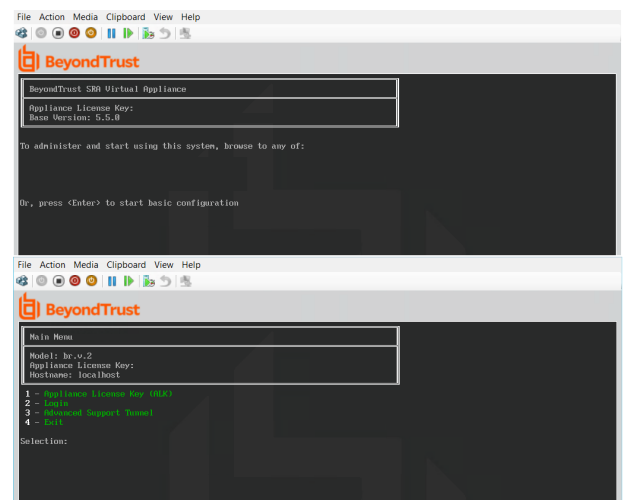 File Action Media Clipboard View Help
BeyondTrust
BeyondTrust SRA Virtual Appliance
Appliance License Key:
Base Version: 5.5.0
To administer and start using this system, browse to any of:
Or, press <Enter> to start basic configuration
File Action Media Clipboard View Help
BeyondTrust
Main Menu
Model: br.v.2
Appliance License Key:
Hostname: localhost
1 - Appliance License Key (ALK)
2 - Login
3 - Advanced Support Tunnel
4 - Exit
Selection: